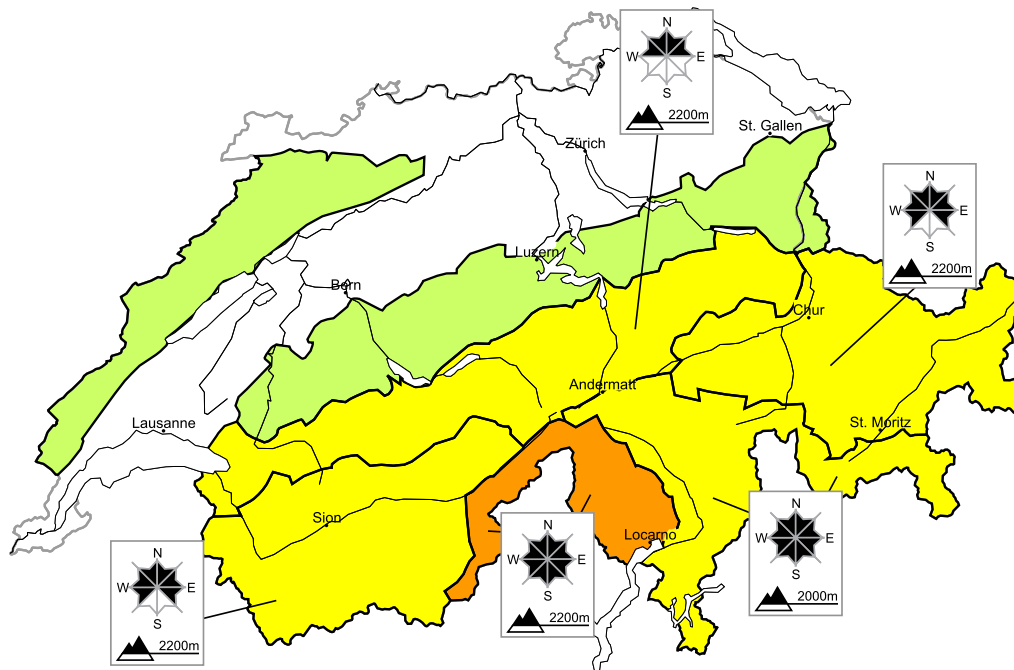 N
W E
S
2200m
St. Gallen
Zürich
N
W E
S
2200m
Luzern
Bern
Chur
Andermatt
Lausanne
St. Moritz
Sion
Locarno
N
W E
S
2000m
N
W E
S
2200m
N
W E
S
2200m